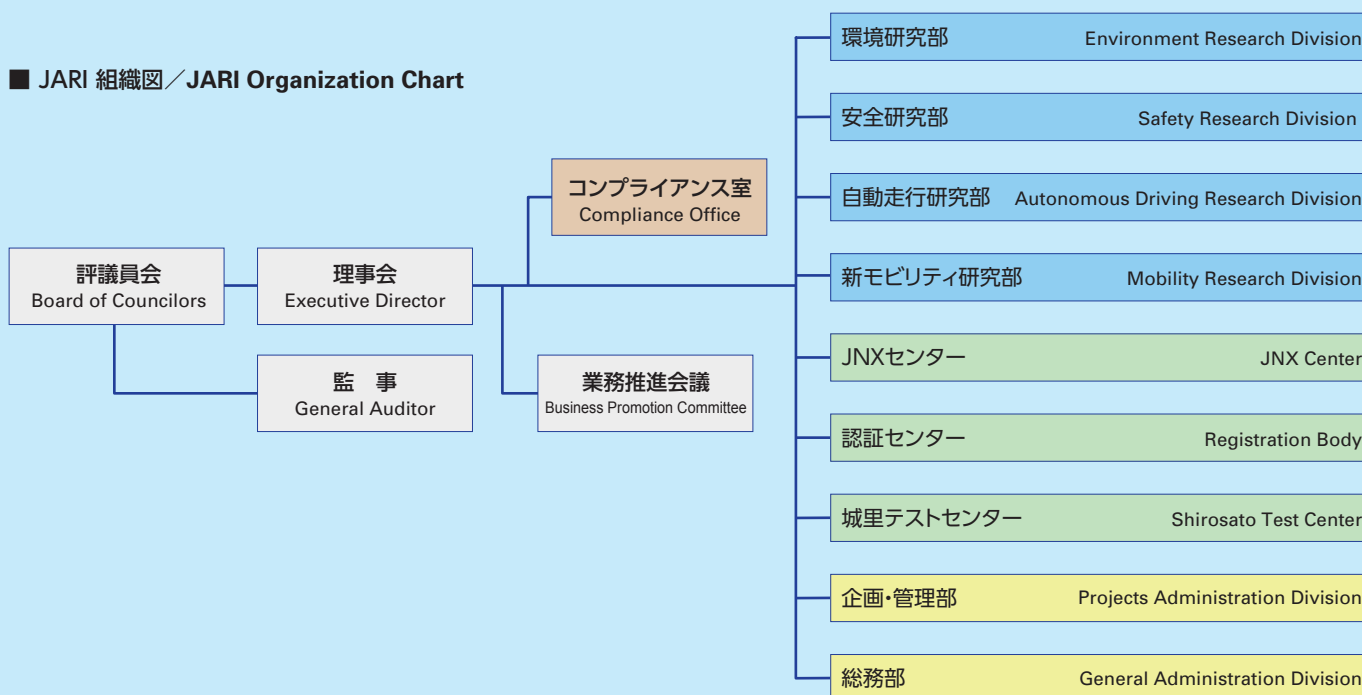 ■ JARI 組織図／JARI Organization Chart
評議員会
Board of Councilors
理事会
Executive Director
監　事
General Auditor
コンプライアンス室
Compliance Office
業務推進会議
Business Promotion Committee
環境研究部 Environment Research Division
安全研究部 Safety Research Division
自動走行研究部 Autonomous Driving Research Division
新モビリティ研究部 Mobility Research Division
JNXセンター JNX Center
認証センター Registration Body
城里テストセンター Shirosato Test Center
企画・管理部 Projects Administration Division
総務部 General Administration Division